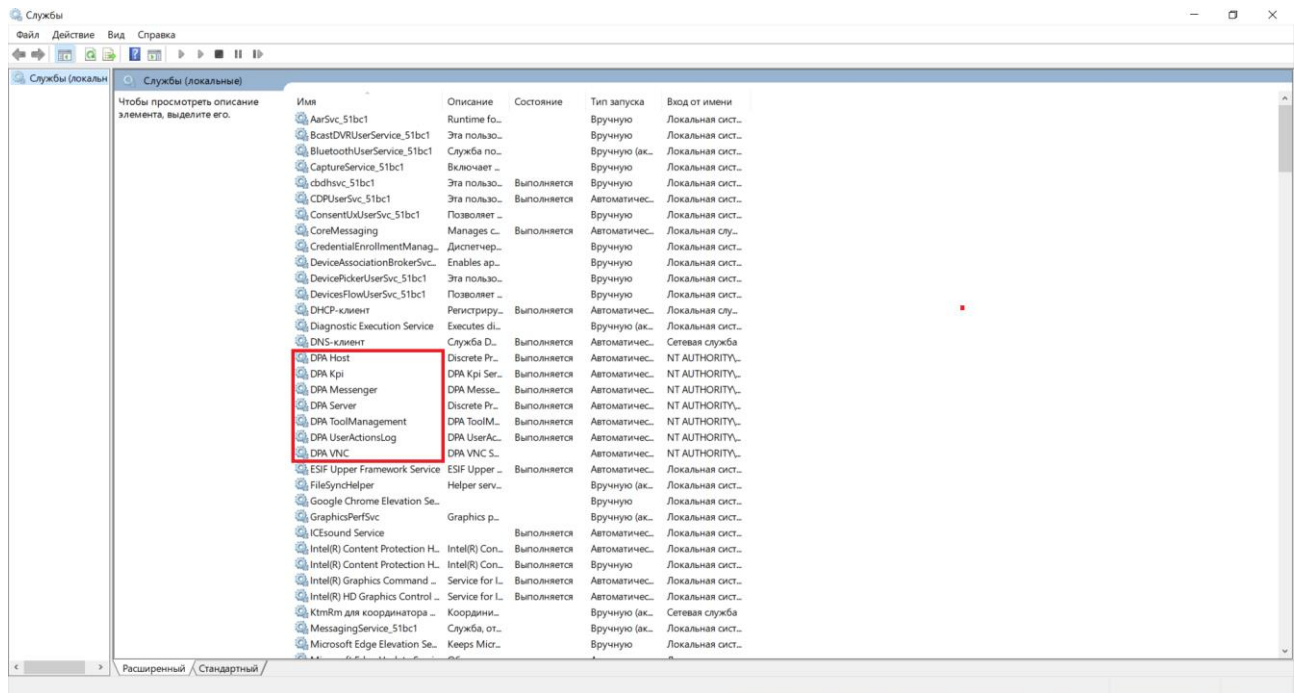 Службы
Файл Действие Вид Справка
Службы (локальн
Службы (локальные)
Чтобы просмотреть описание
элемента, выделите его.
Имя Описание Состояние Тип запуска Вход от имени
AarSvc_51bc1 Runtime fo... Вручную Локальная сист...
BcastDVRUserService_51bc1 Эта пользо... Вручную Локальная сист...
BluetoothUserService_51bc1 Служба по... Вручную (ак... Локальная сист...
CaptureService_51bc1 Включает ... Вручную Локальная сист...
cbdhsvc_51bc1 Эта пользо... Выполняется Вручную Локальная сист...
CDPUserSvc_51bc1 Эта пользо... Выполняется Автоматичес... Локальная сист...
ConsentUxUserSvc_51bc1 Позволяет ... Вручную Локальная сист...
CoreMessaging Manages c... Выполняется Автоматичес... Локальная слу...
CredentialEnrollmentManag... Диспетчер... Вручную Локальная сист...
DeviceAssociationBrokerSvc... Enables ap... Вручную Локальная сист...
DevicePickerUserSvc_51bc1 Эта пользо... Вручную Локальная сист...
DevicesFlowUserSvc_51bc1 Позволяет ... Вручную Локальная сист...
DHCP-клиент Регистриру... Выполняется Автоматичес... Локальная слу...
Diagnostic Execution Service Executes di... Вручную (ак... Локальная сист...
DNS-клиент Служба D... Выполняется Автоматичес... Сетевая служба
DPA Host Discrete Pr... Выполняется Автоматичес... NT AUTHORITY\...
DPA Kpi DPA Kpi Ser... Выполняется Автоматичес... NT AUTHORITY\...
DPA Messenger DPA Messe... Выполняется Автоматичес... NT AUTHORITY\...
DPA Server Discrete Pr... Выполняется Автоматичес... NT AUTHORITY\...
DPA ToolManagement DPA ToolM... Выполняется Автоматичес... NT AUTHORITY\...
DPA UserActionsLog DPA UserAc... Выполняется Автоматичес... NT AUTHORITY\...
DPA VNC DPA VNC S... Автоматичес... NT AUTHORITY\...
ESIF Upper Framework Service ESIF Upper ... Выполняется Автоматичес... Локальная сист...
FileSyncHelper Helper serv... Вручную (ак... Локальная сист...
Google Chrome Elevation Se... Вручную Локальная сист...
GraphicsPerfSvc Graphics p... Вручную (ак... Локальная сист...
ICEsound Service Выполняется Автоматичес... Локальная сист...
Intel(R) Content Protection H... Intel(R) Con... Выполняется Автоматичес... Локальная сист...
Intel(R) Content Protection H... Intel(R) Con... Выполняется Вручную Локальная сист...
Intel(R) Graphics Command ... Service for I... Выполняется Автоматичес... Локальная сист...
Intel(R) HD Graphics Control ... Service for I... Выполняется Автоматичес... Локальная сист...
KtmRm для координатора ... Координи... Вручную (ак... Сетевая служба
MessagingService_51bc1 Служба, от... Вручную (ак... Локальная сист...
Microsoft Edge Elevation Se... Keeps Micr... Вручную Локальная сист...
Расширенный Стандартный